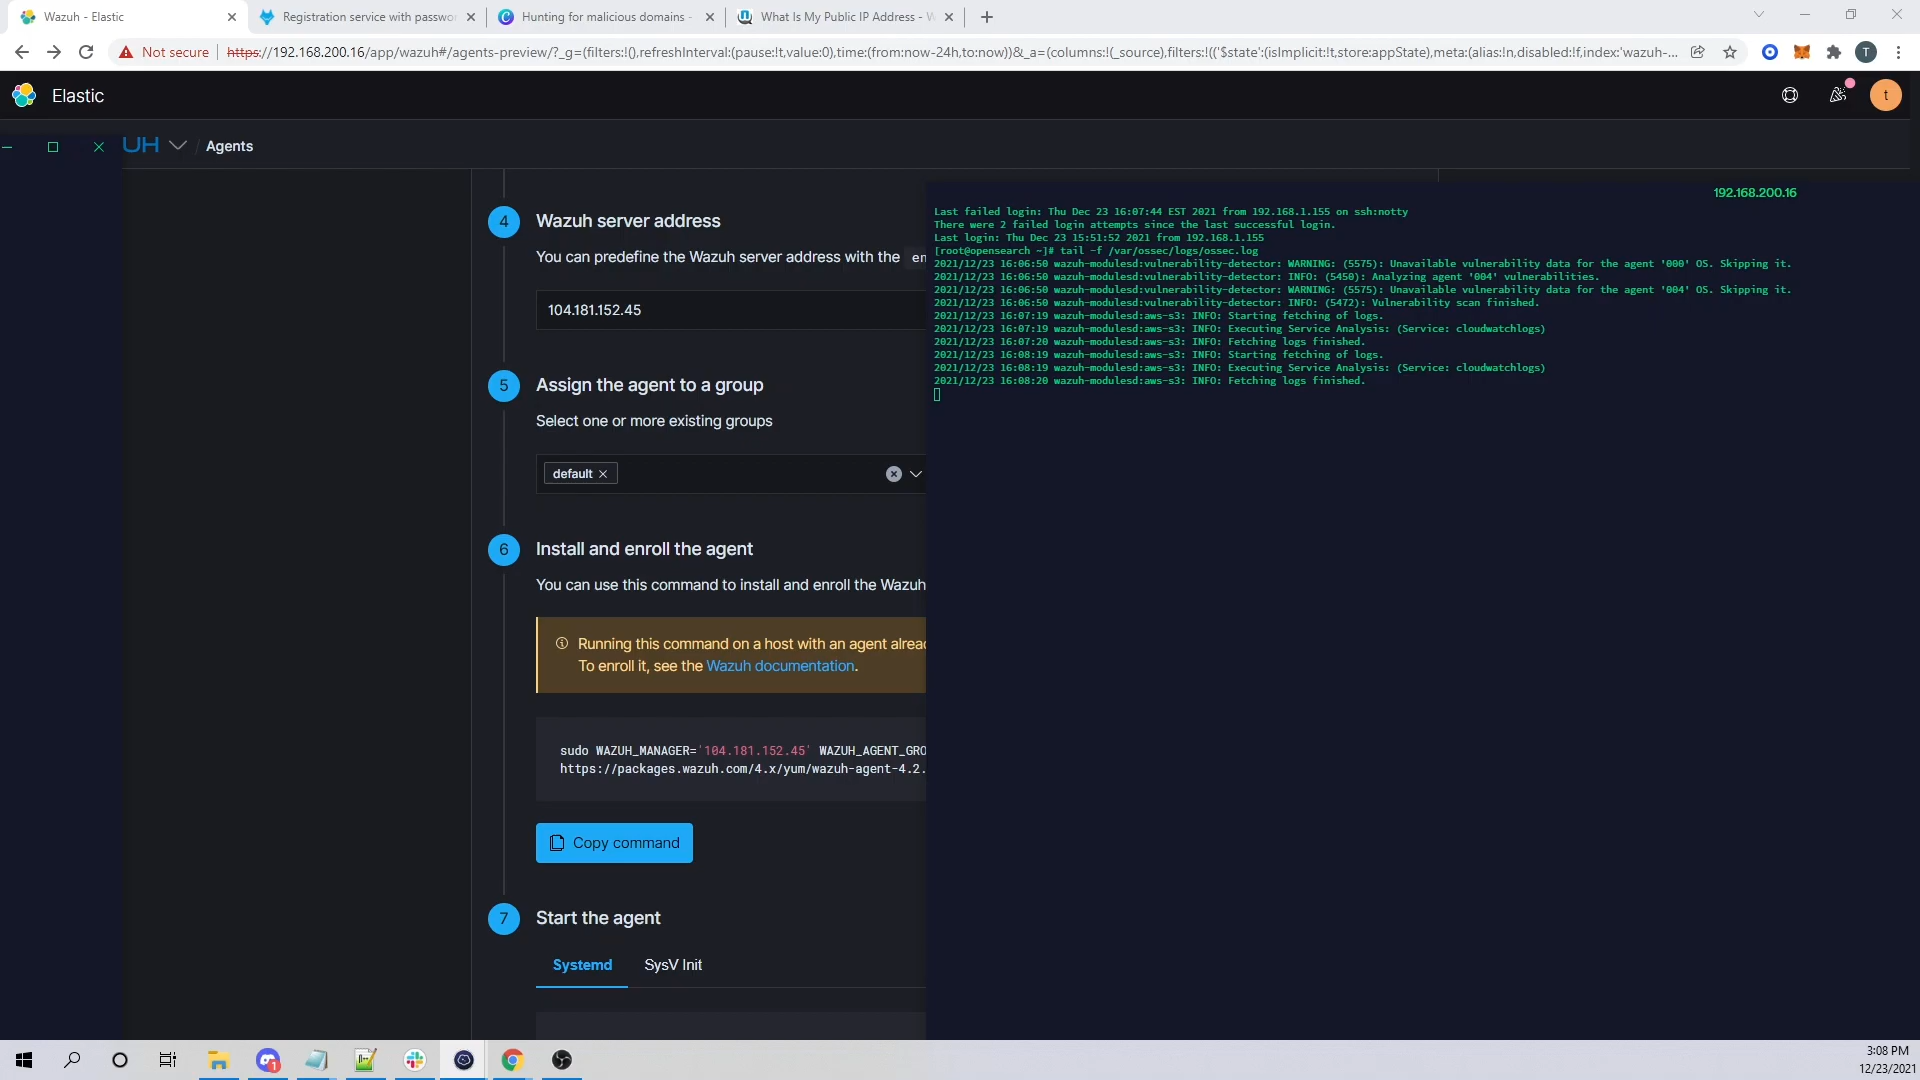 Wazuh - Elastic
Registration service with passwo
Hunting for malicious domains -
What Is My Public IP Address - W
Not secure
https://192.168.200.16/app/wazuh#/agents-preview/?_g=(filters:!(),refreshInterval:(pause:!t,value:0),time:(from:now-24h,to:now))&_a=(columns:!(_source),filters:!(('$state':(isImplicit:!t,store:appState),meta:(alias:!n,disabled:!f,index:'wazuh-...
T
Elastic
t
UH
/ Agents
4
Wazuh server address
You can predefine the Wazuh server address with the en
104.181.152.45
5
Assign the agent to a group
Select one or more existing groups
default
6
Install and enroll the agent
You can use this command to install and enroll the Wazuh
Running this command on a host with an agent alrea
To enroll it, see the Wazuh documentation.
sudo WAZUH_MANAGER='104.181.152.45' WAZUH_AGENT_GRO
https://packages.wazuh.com/4.x/yum/wazuh-agent-4.2.
Copy command
7
Start the agent
Systemd
SysV Init
192.168.200.16
Last failed login: Thu Dec 23 16:07:44 EST 2021 from 192.168.1.155 on ssh:notty
There were 2 failed login attempts since the last successful login.
Last login: Thu Dec 23 15:51:52 2021 from 192.168.1.155
[root@opensearch ~]# tail -f /var/ossec/logs/ossec.log
2021/12/23 16:06:50 wazuh-modulesd:vulnerability-detector: WARNING: (5575): Unavailable vulnerability data for the agent '000' OS. Skipping it.
2021/12/23 16:06:50 wazuh-modulesd:vulnerability-detector: INFO: (5450): Analyzing agent '004' vulnerabilities.
2021/12/23 16:06:50 wazuh-modulesd:vulnerability-detector: WARNING: (5575): Unavailable vulnerability data for the agent '004' OS. Skipping it.
2021/12/23 16:06:50 wazuh-modulesd:vulnerability-detector: INFO: (5472): Vulnerability scan finished.
2021/12/23 16:07:19 wazuh-modulesd:aws-s3: INFO: Starting fetching of logs.
2021/12/23 16:07:19 wazuh-modulesd:aws-s3: INFO: Executing Service Analysis: (Service: cloudwatchlogs)
2021/12/23 16:07:20 wazuh-modulesd:aws-s3: INFO: Fetching logs finished.
2021/12/23 16:08:19 wazuh-modulesd:aws-s3: INFO: Starting fetching of logs.
2021/12/23 16:08:19 wazuh-modulesd:aws-s3: INFO: Executing Service Analysis: (Service: cloudwatchlogs)
2021/12/23 16:08:20 wazuh-modulesd:aws-s3: INFO: Fetching logs finished.
1
3:08 PM
12/23/2021